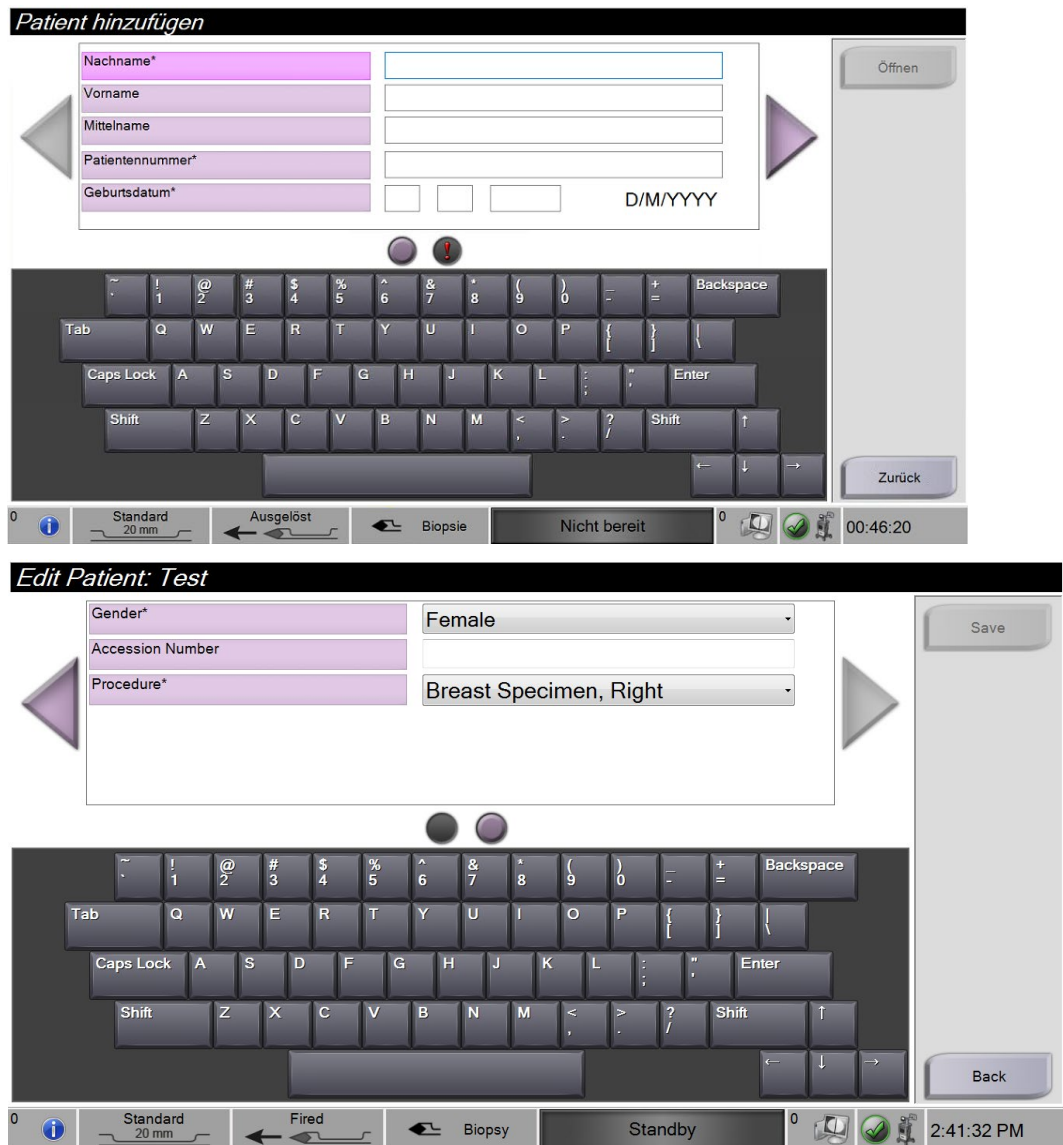 Patient hinzufügen
Nachname*
Öffnen
Vorname
Mittelname
Patientennummer*
Geburtsdatum* D/M/YYYY
!
~ ! @ # $ % ^ & * ( ) _ + Backspace
` 1 2 3 4 5 6 7 8 9 0 - =
Tab Q W E R T Y U I O P { } |
[ ] \
Caps Lock A S D F G H J K L : " Enter
; '
Shift Z X C V B N M < > ? Shift ↑
, . /
← ↓ →
Zurück
0 Standard Ausgelöst Biopsie Nicht bereit 0 00:46:20
i 20 mm
Edit Patient: Test
Gender* Female
Save
Accession Number
Procedure* Breast Specimen, Right
~ ! @ # $ % ^ & * ( ) _ + Backspace
` 1 2 3 4 5 6 7 8 9 0 - =
Tab Q W E R T Y U I O P { } |
[ ] \
Caps Lock A S D F G H J K L : " Enter
; '
Shift Z X C V B N M < > ? Shift ↑
, . /
← ↓ →
Back
0 Standard Fired Biopsy Standby 0 2:41:32 PM
i 20 mm